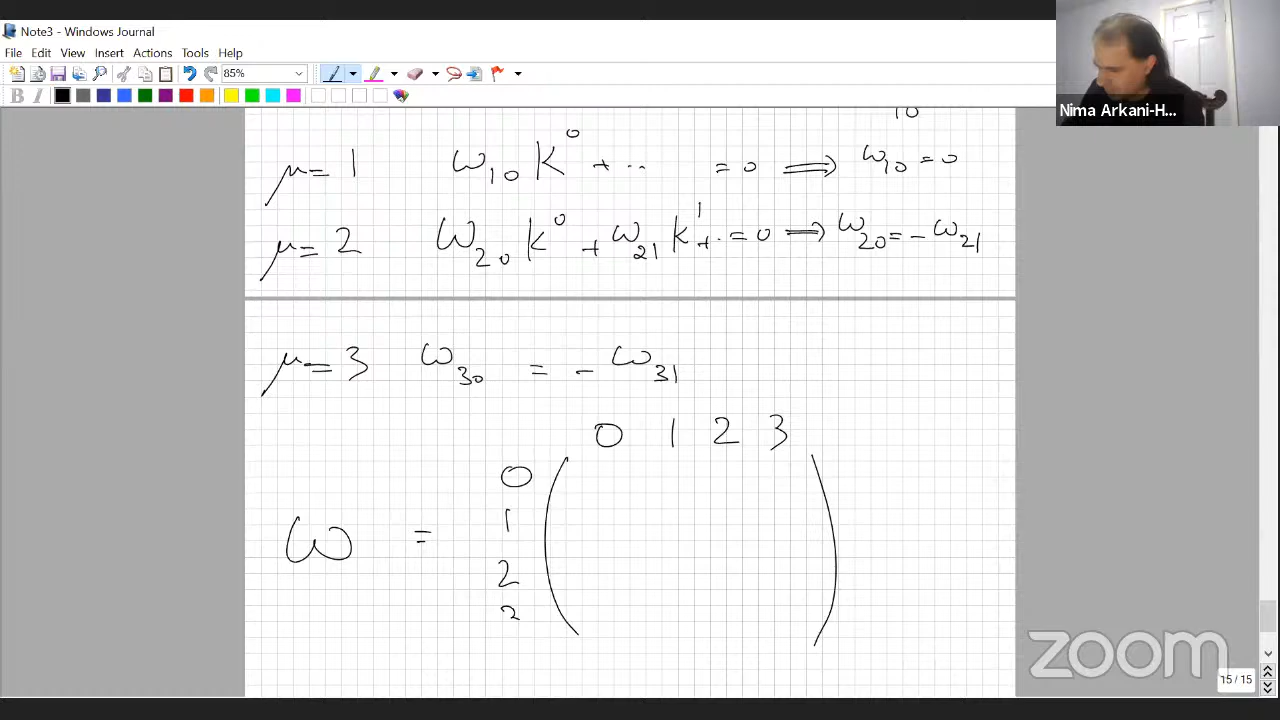 Note3 - Windows Journal
File Edit View Insert Actions Tools Help
85%
B I
Nima Arkani-H...
10
μ = 1 ω₁₀ k⁰ + ... = 0 ⟹ ω₁₀ = 0
μ = 2 ω₂₀ k⁰ + ω₂₁ k¹ + .. = 0 ⟹ ω₂₀ = - ω₂₁
μ = 3 ω₃₀ = - ω₃₁
0 1 2 3
0
1
ω =
2
zoom
15 / 15